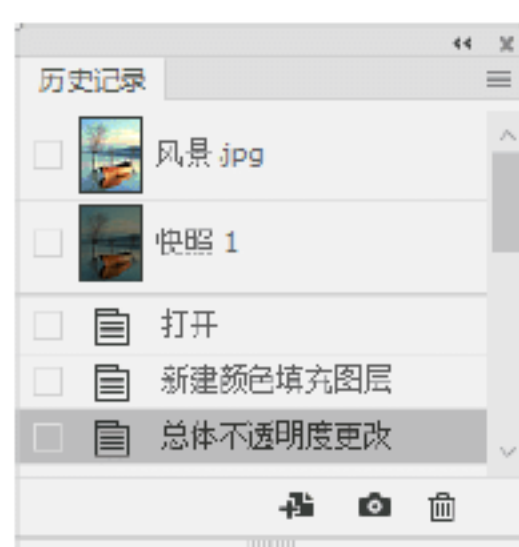 历史记录
风景.jpg
快照 1
打开
新建颜色填充图层
总体不透明度更改